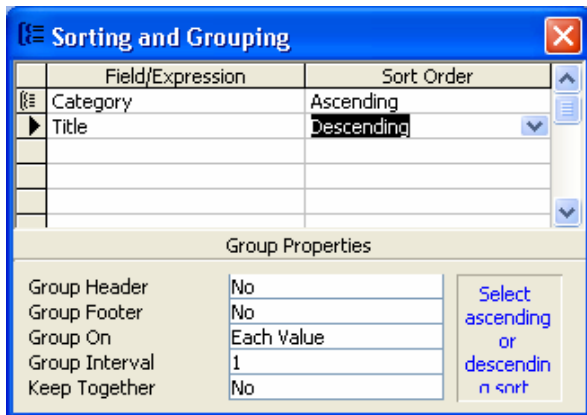 Sorting and Grouping
Field/Expression Sort Order
Category Ascending
Title Descending
Group Properties
Group Header No
Group Footer No
Group On Each Value
Group Interval 1
Keep Together No
Select
ascending
or
descendin
g sort